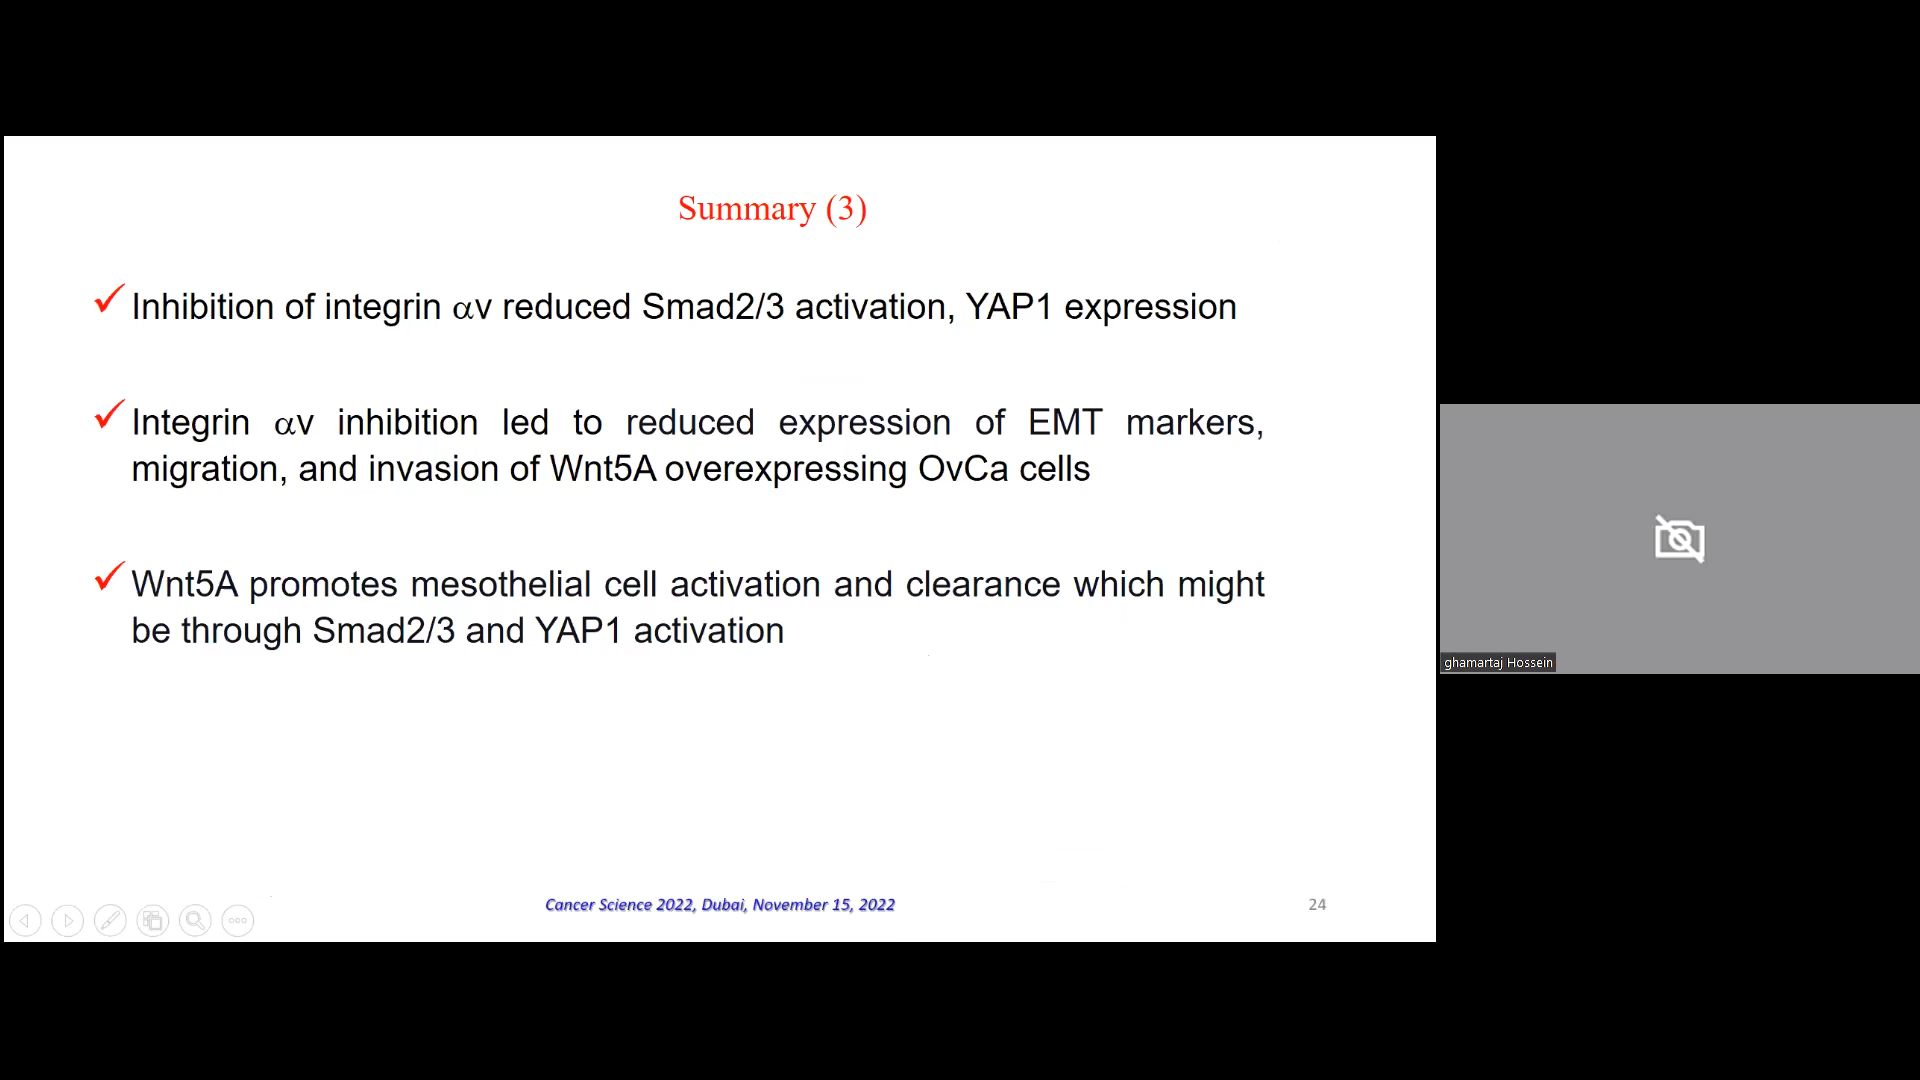 Summary (3)
Inhibition of integrin αv reduced Smad2/3 activation, YAP1 expression
Integrin αv inhibition led to reduced expression of EMT markers,
migration, and invasion of Wnt5A overexpressing OvCa cells
Wnt5A promotes mesothelial cell activation and clearance which might
be through Smad2/3 and YAP1 activation
ghamartaj Hossein
Cancer Science 2022, Dubai, November 15, 2022
24